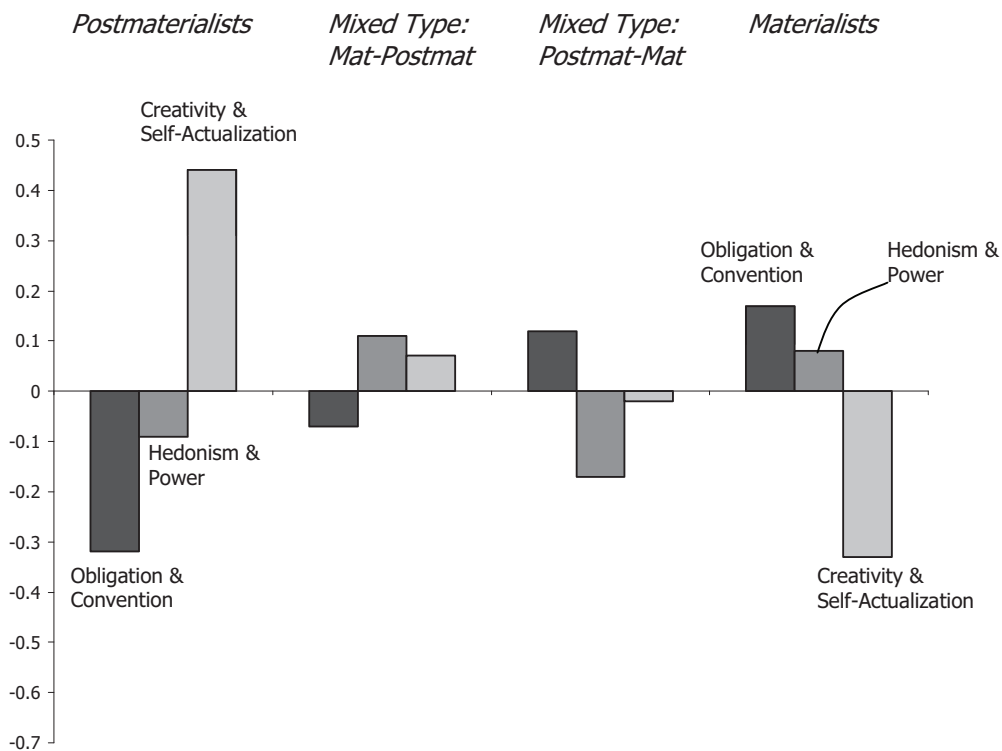 Postmaterialists
Mixed Type:
Mat-Postmat
Mixed Type:
Postmat-Mat
Materialists
Creativity &
Self-Actualization
0.5
0.4
0.3
0.2
0.1
0
-0.1
-0.2
-0.3
-0.4
-0.5
-0.6
-0.7
Hedonism &
Power
Obligation &
Convention
Obligation &
Convention
Hedonism &
Power
Creativity &
Self-Actualization